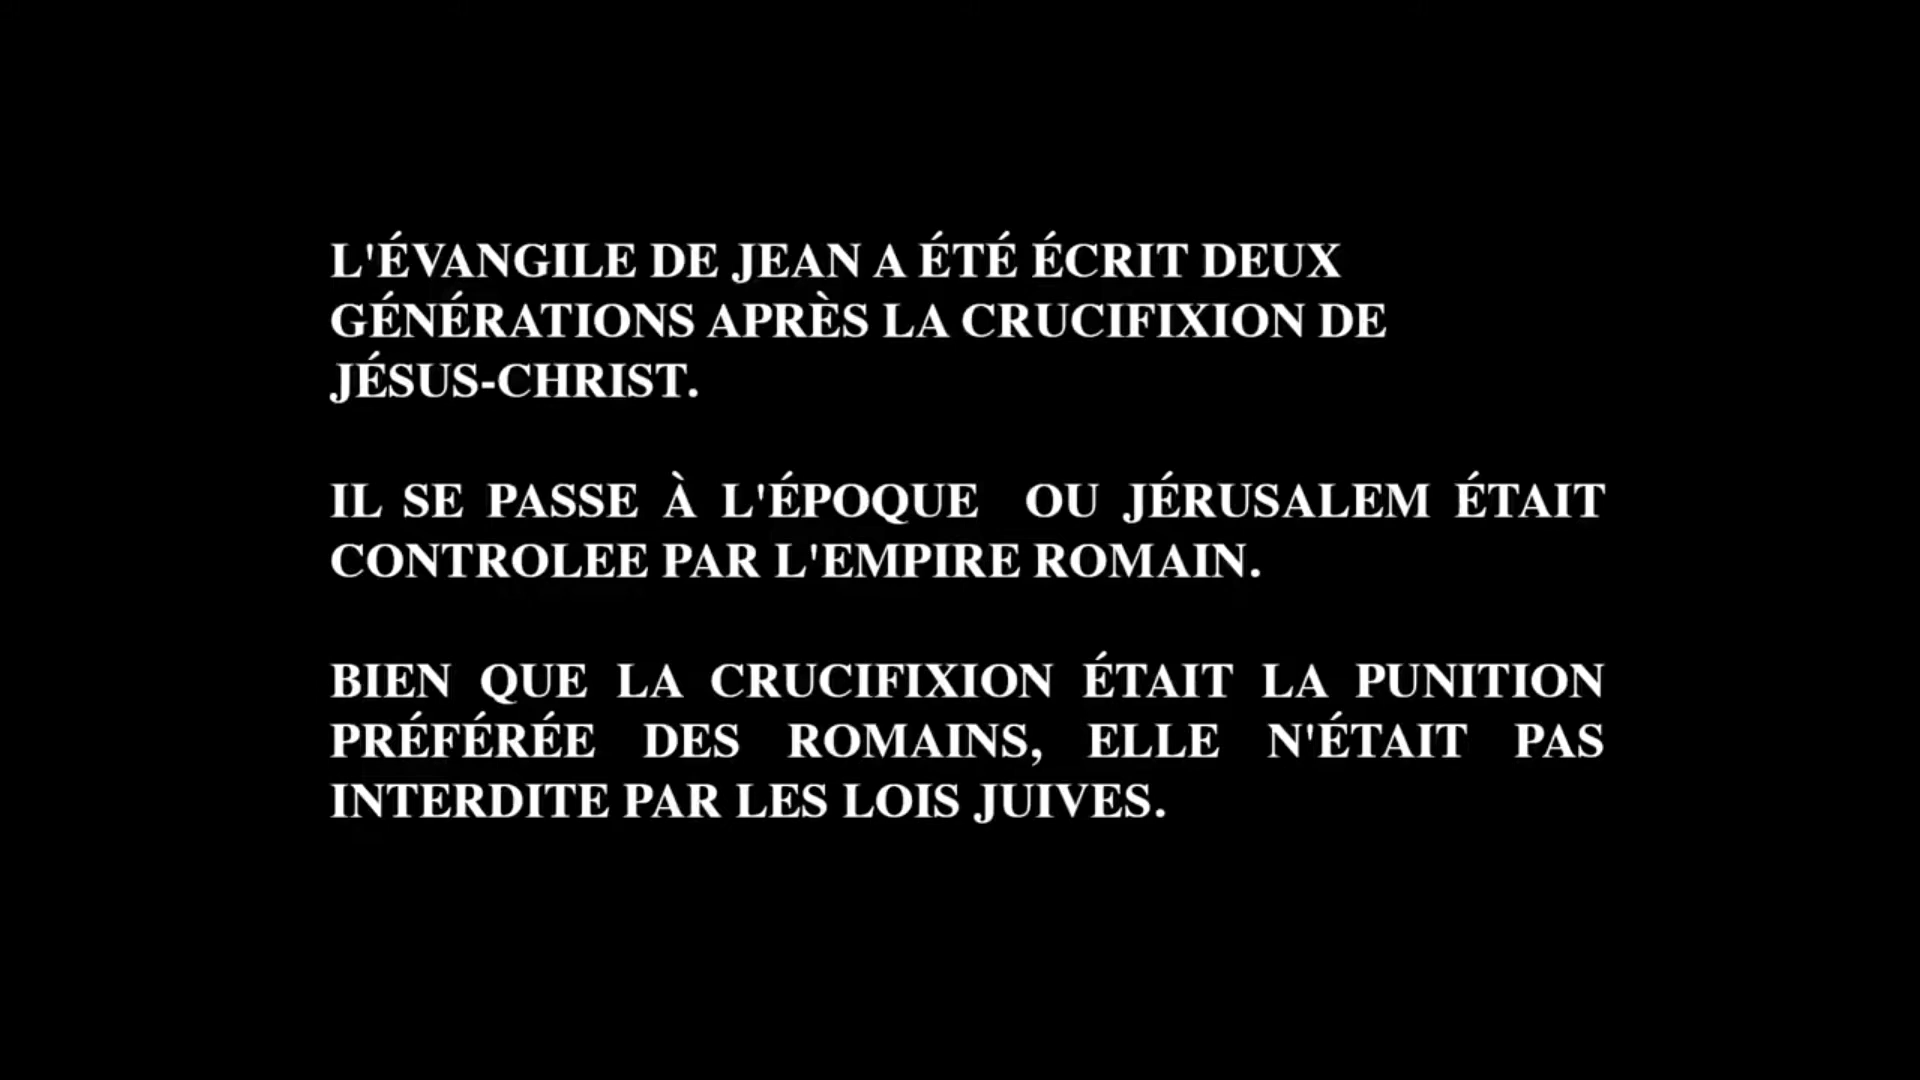 L'ÉVANGILE DE JEAN A ÉTÉ ÉCRIT DEUX
GÉNÉRATIONS APRÈS LA CRUCIFIXION DE
JÉSUS-CHRIST.
IL SE PASSE À L'ÉPOQUE OU JÉRUSALEM ÉTAIT
CONTROLEE PAR L'EMPIRE ROMAIN.
BIEN QUE LA CRUCIFIXION ÉTAIT LA PUNITION
PRÉFÉRÉE DES ROMAINS, ELLE N'ÉTAIT PAS
INTERDITE PAR LES LOIS JUIVES.